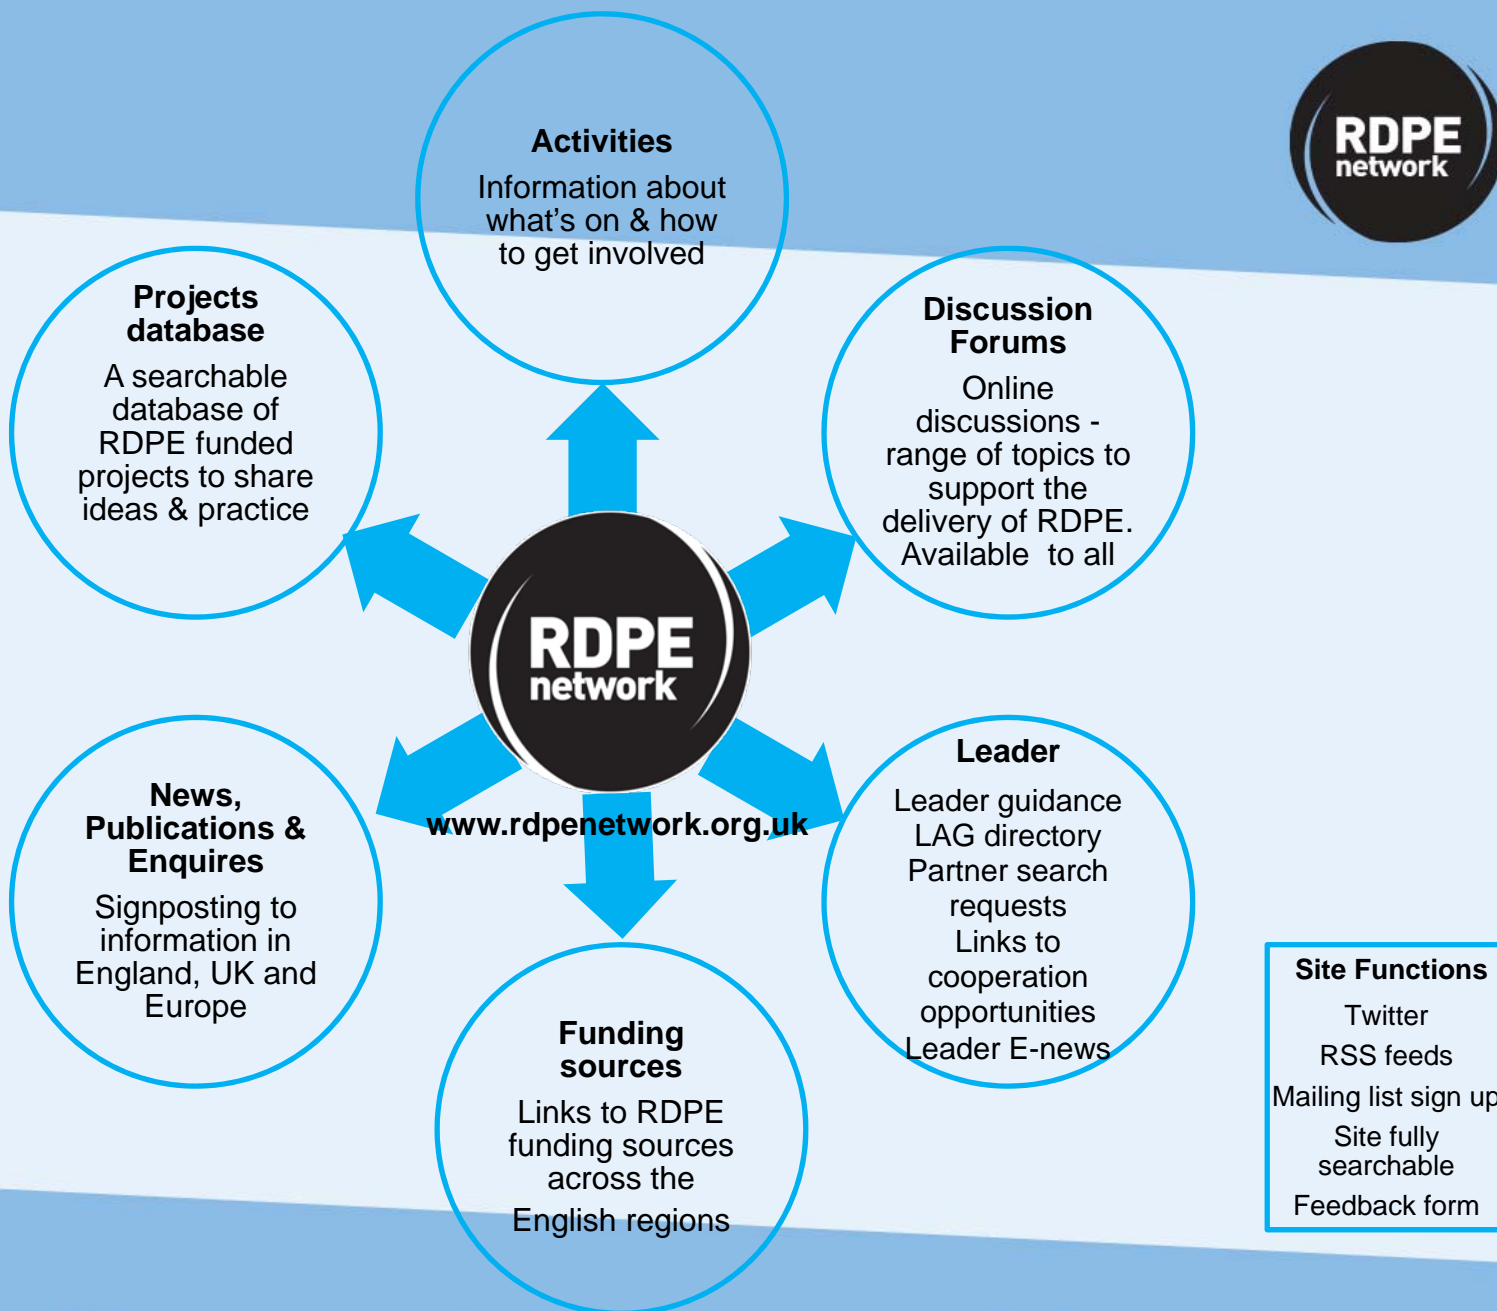 Activities
Information about
what's on & how
to get involved
RDPE
network
Projects
database
A searchable
database of
RDPE funded
projects to share
ideas & practice
Discussion
Forums
Online
discussions -
range of topics to
support the
delivery of RDPE.
Available  to all
RDPE
network
www.rdpenetwork.org.uk
News,
Publications &
Enquires
Signposting to
information in
England, UK and
Europe
Leader
Leader guidance
LAG directory
Partner search
requests
Links to
cooperation
opportunities
Leader E-news
Funding
sources
Links to RDPE
funding sources
across the
English regions
Site Functions
Twitter
RSS feeds
Mailing list sign up
Site fully
searchable
Feedback form